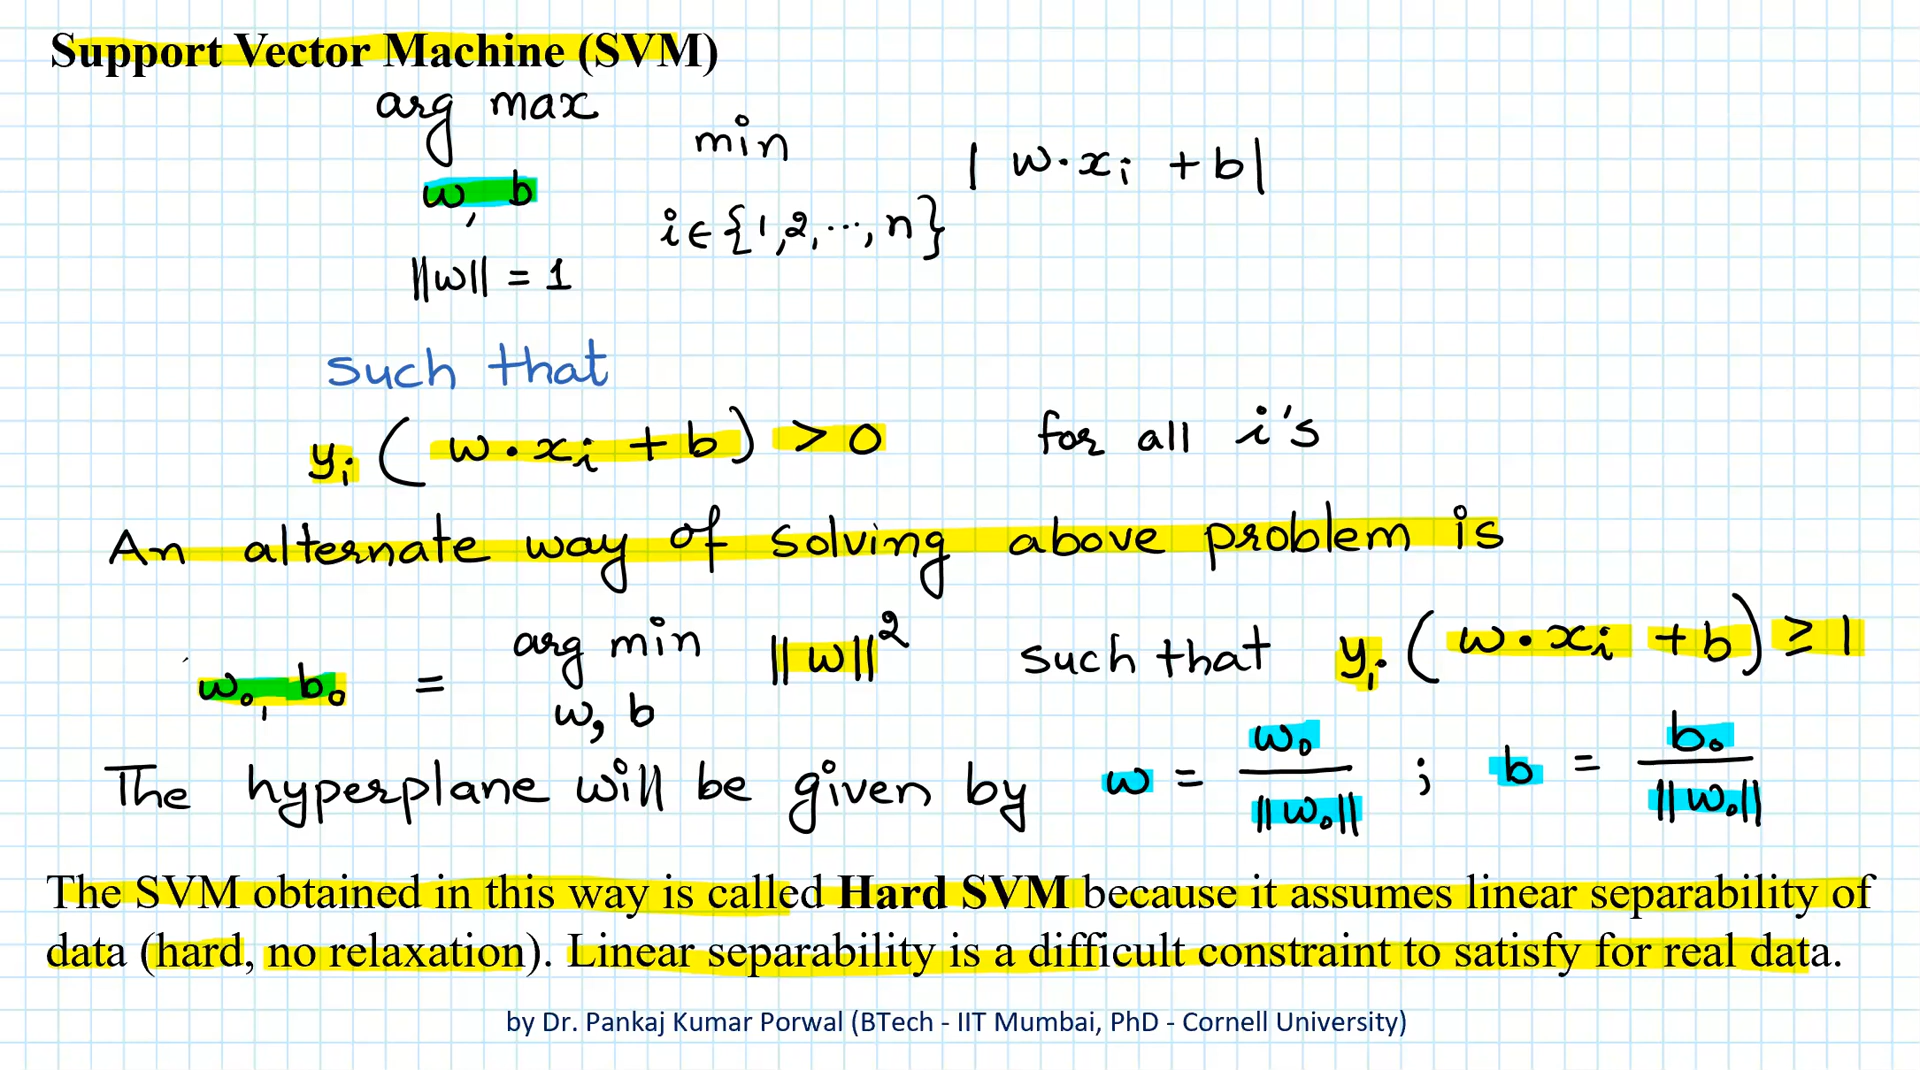 Support Vector Machine (SVM)
arg max min | w·xi + b|
w, b i∈{1,2,…,n}
||w|| = 1
such that
yi (w·xi + b) > 0 for all i's
An alternate way of solving above problem is
w₀, b₀ = arg min ||w||² such that yi (w·xi + b) ≥ 1
w, b
The hyperplane will be given by w = w₀ / ||w₀|| ; b = b₀ / ||w₀||
The SVM obtained in this way is called Hard SVM because it assumes linear separability of
data (hard, no relaxation). Linear separability is a difficult constraint to satisfy for real data.
by Dr. Pankaj Kumar Porwal (BTech - IIT Mumbai, PhD - Cornell University)